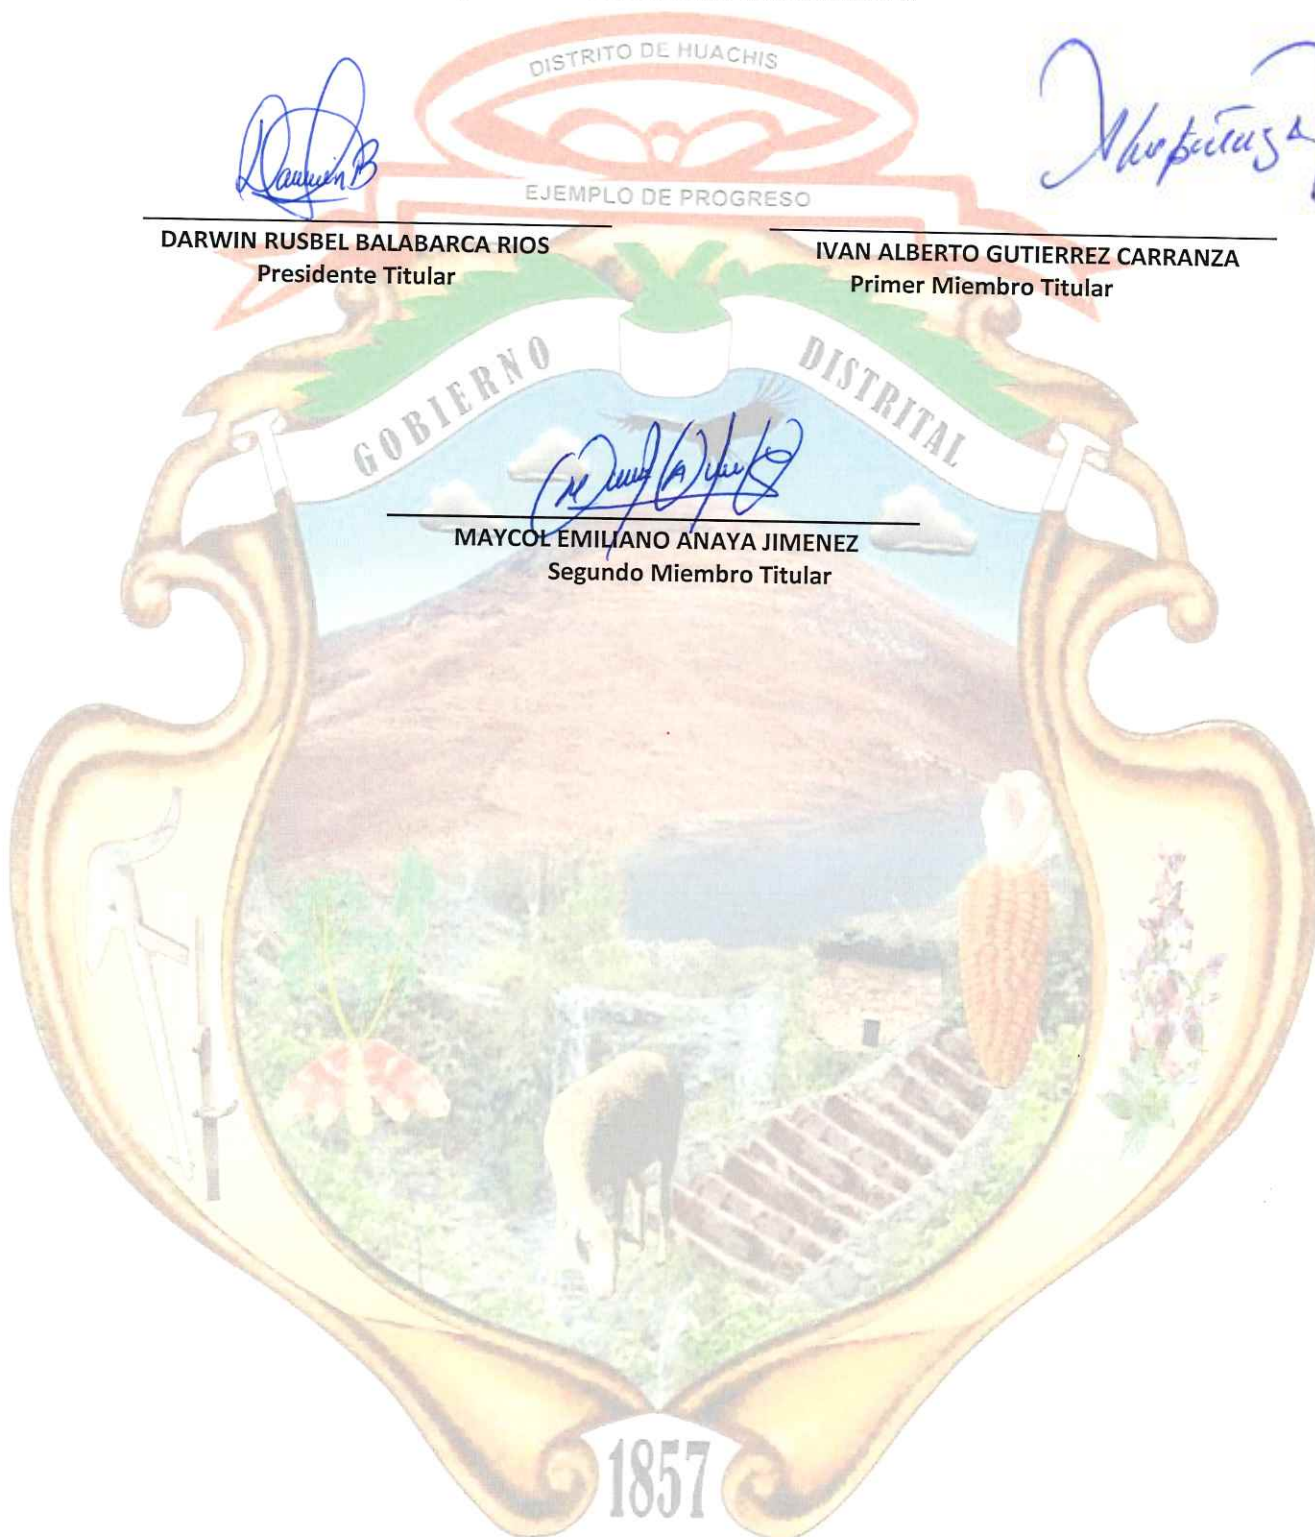 DISTRITO DE HUACHIS
EJEMPLO DE PROGRESO
DARWIN RUSBEL BALABARCA RIOS
Presidente Titular
IVAN ALBERTO GUTIERREZ CARRANZA
Primer Miembro Titular
GOBIERNO DISTRITAL
MAYCOL EMILIANO ANAYA JIMENEZ
Segundo Miembro Titular
1857